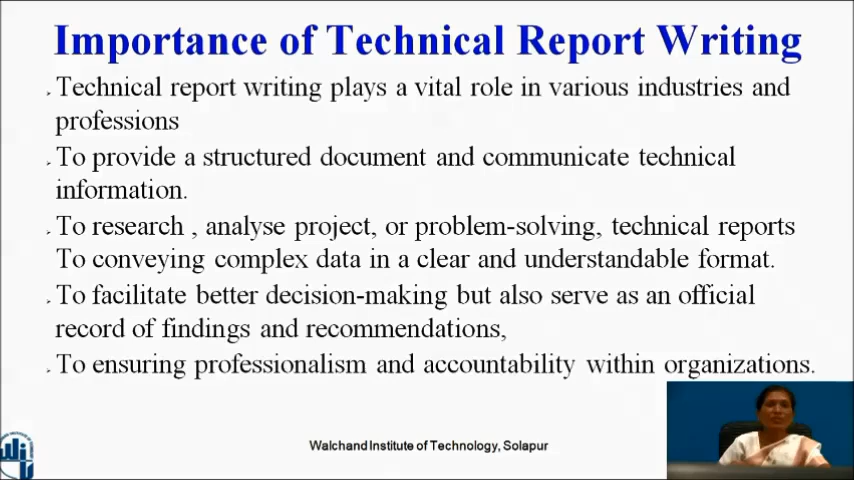 Importance of Technical Report Writing
Technical report writing plays a vital role in various industries and
professions
To provide a structured document and communicate technical
information.
To research , analyse project, or problem-solving, technical reports
To conveying complex data in a clear and understandable format.
To facilitate better decision-making but also serve as an official
record of findings and recommendations,
To ensuring professionalism and accountability within organizations.
Walchand Institute of Technology, Solapur